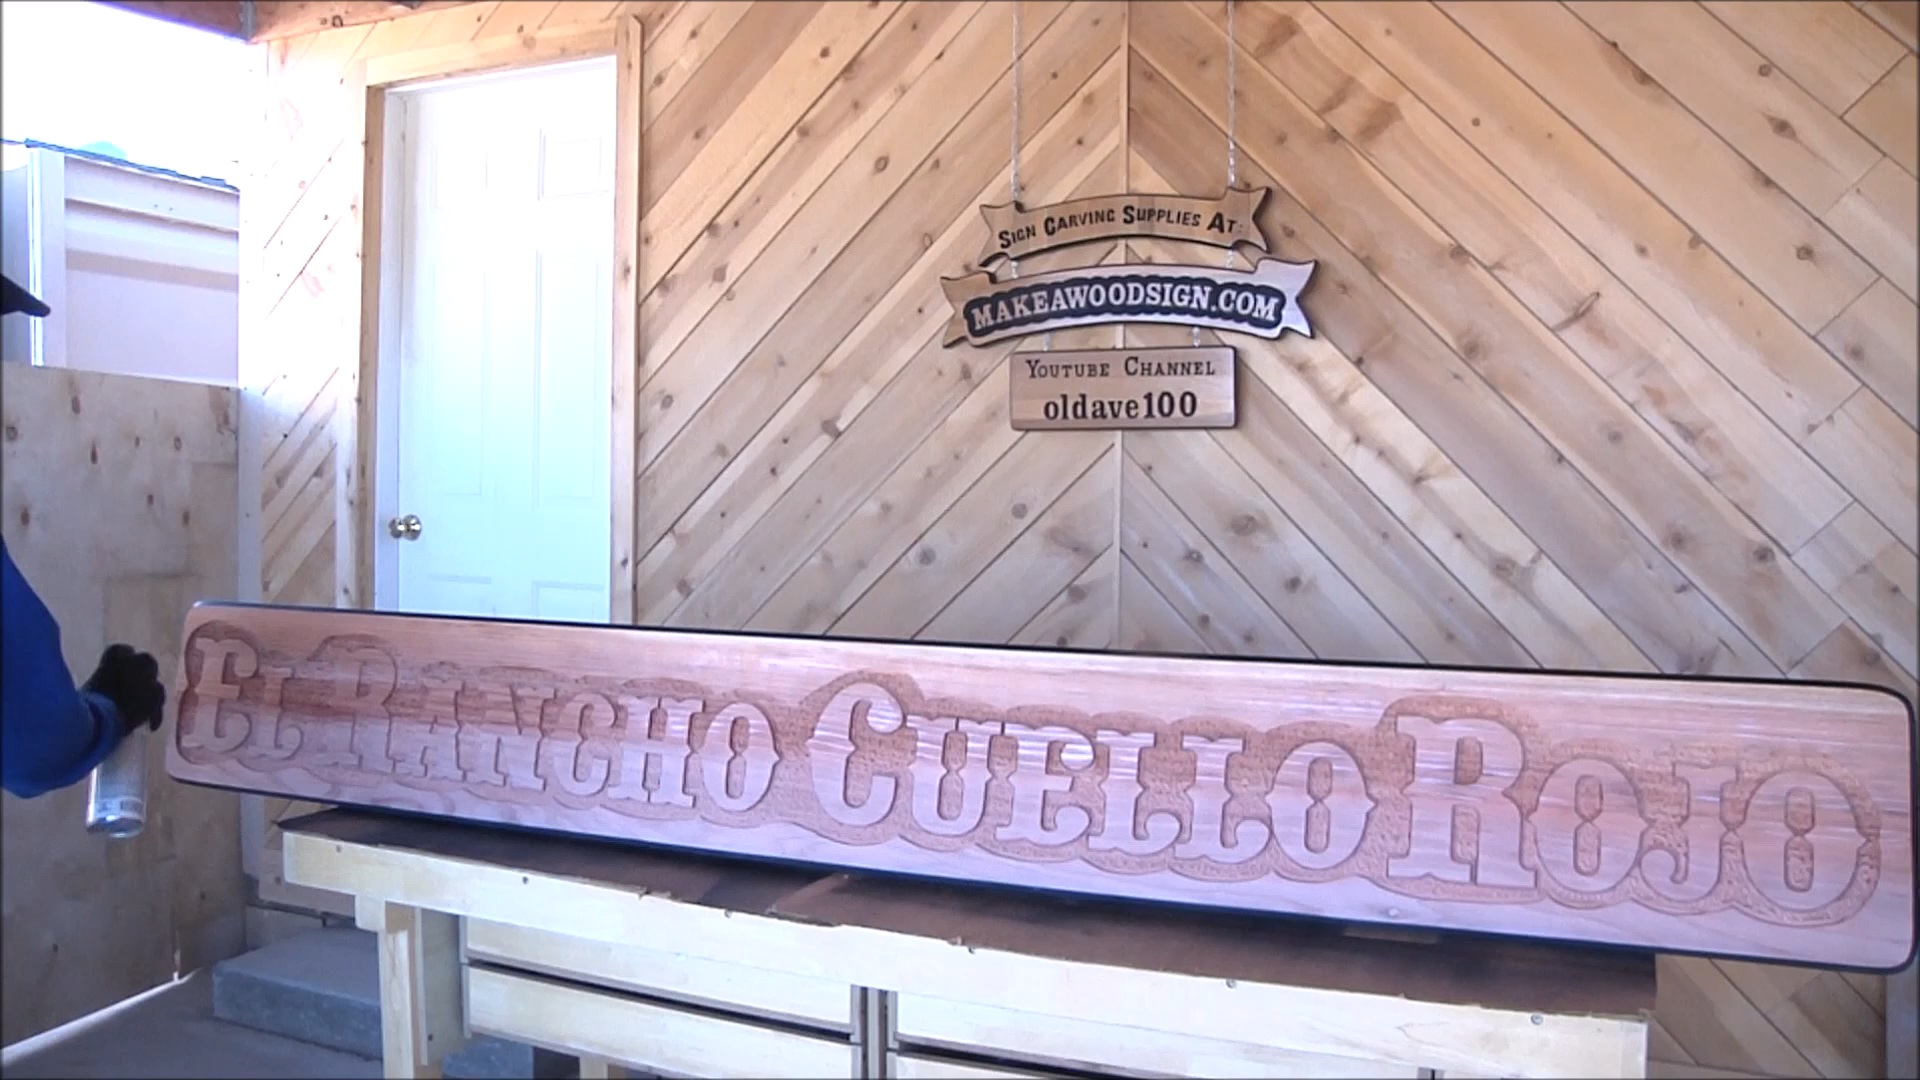 Sign Carving Supplies At:
MAKEAWOODSIGN.COM
Youtube Channel
oldave100
El Rancho Cuello Rojo